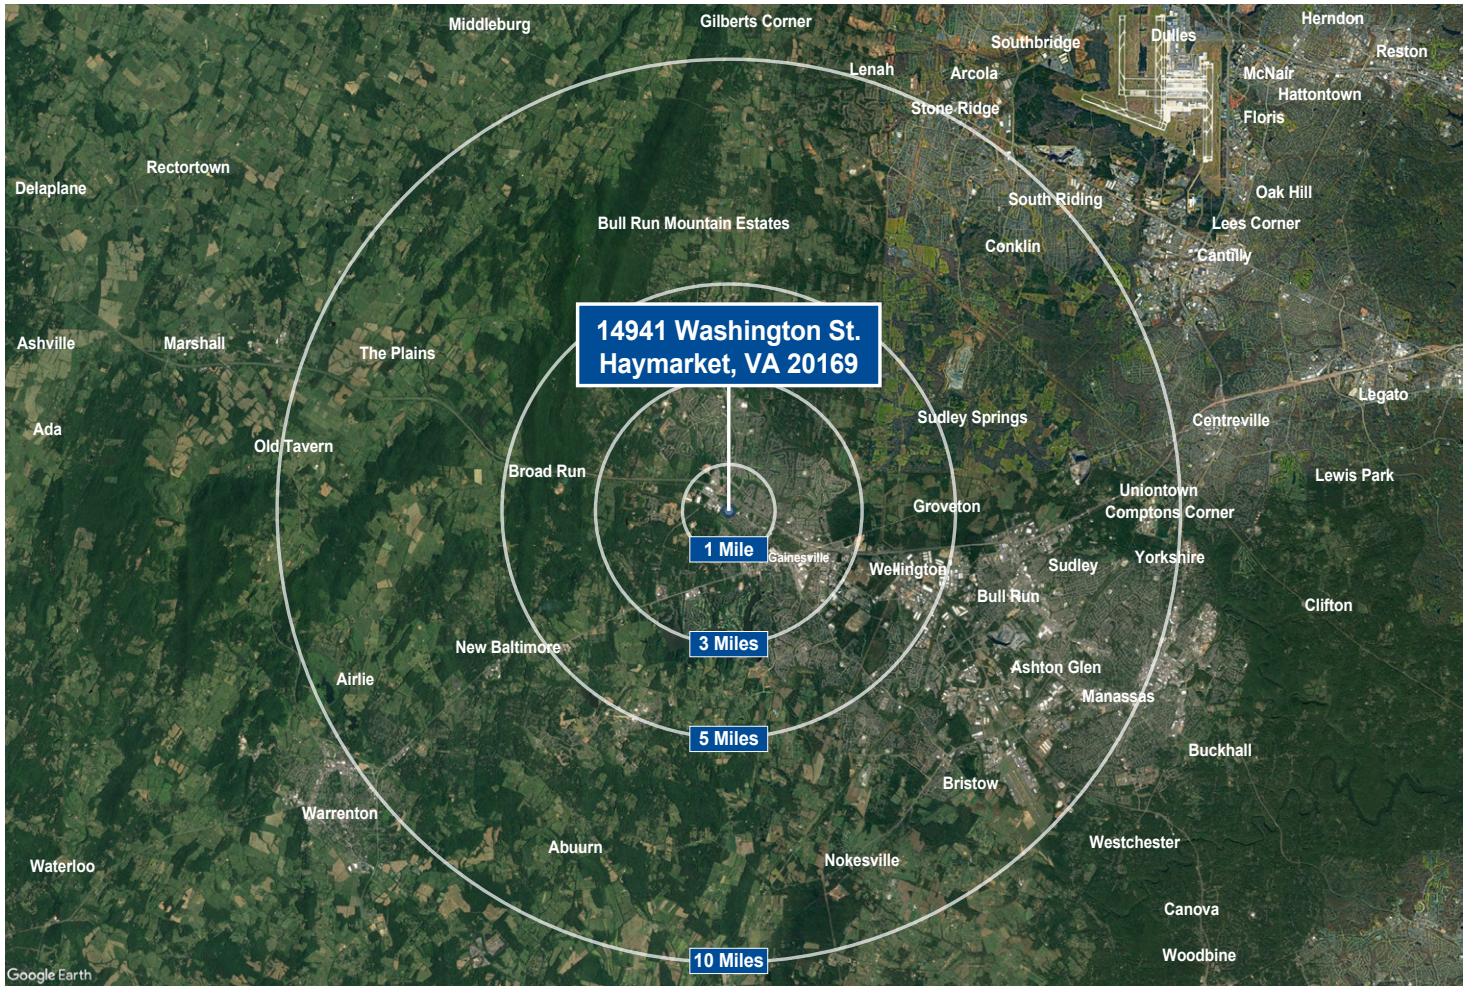 Middleburg
Gilberts Corner
Herndon
Dulles
Southbridge
Reston
Lenah
Arcola
McNair
Hattontown
Stone Ridge
Floris
Rectortown
Delaplane
Oak Hill
South Riding
Bull Run Mountain Estates
Lees Corner
Conklin
Cantilly
14941 Washington St.
Haymarket, VA 20169
Ashville
Marshall
The Plains
Legato
Sudley Springs
Centreville
Ada
Old Tavern
Broad Run
Lewis Park
Uniontown
Groveton
Comptons Corner
1 Mile
Gainesville
Yorkshire
Wellington
Sudley
Bull Run
Clifton
3 Miles
New Baltimore
Ashton Glen
Airlie
Manassas
5 Miles
Buckhall
Bristow
Warrenton
Westchester
Abuurn
Nokesville
Waterloo
Canova
Woodbine
10 Miles
Google Earth